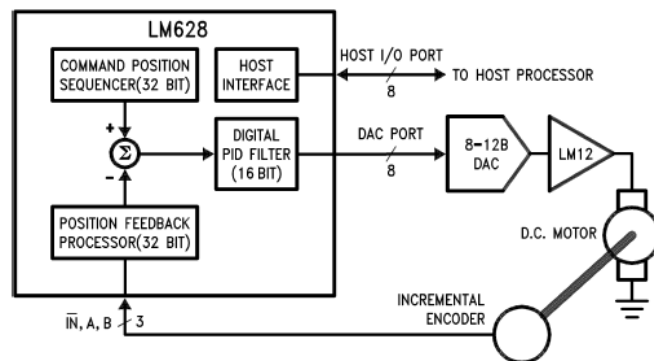 LM628
COMMAND POSITION
SEQUENCER(32 BIT)
HOST
INTERFACE
HOST I/O PORT
8
TO HOST PROCESSOR
+
Σ
−
DIGITAL
PID FILTER
(16 BIT)
DAC PORT
8
8-12B
DAC
LM12
POSITION FEEDBACK
PROCESSOR(32 BIT)
D.C. MOTOR
INCREMENTAL
ENCODER
I̅N̅, A, B
3